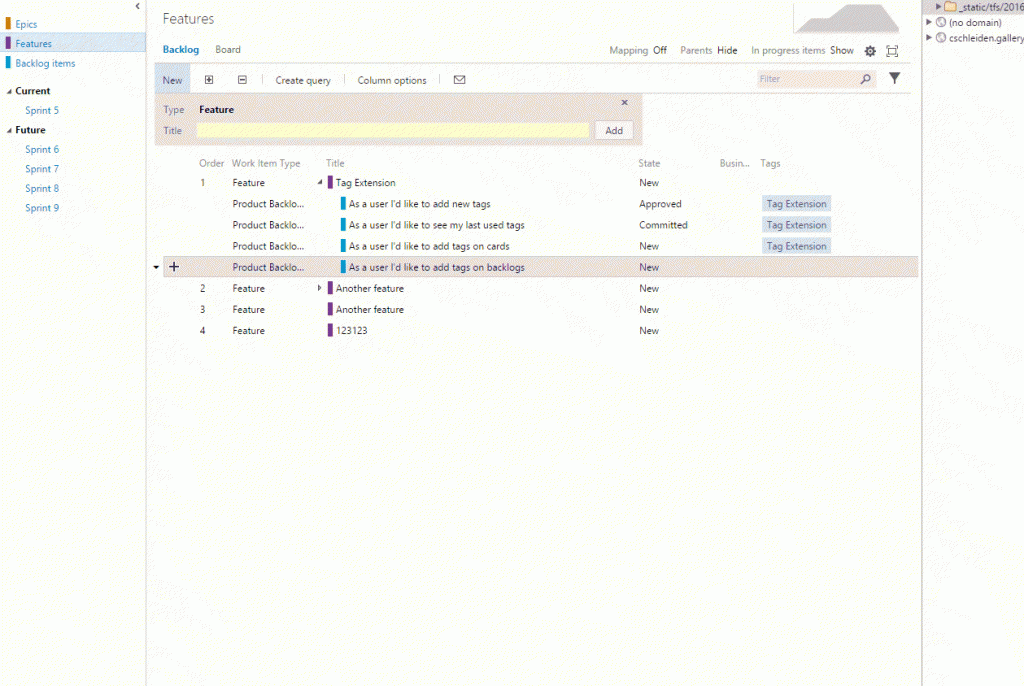 Epics
Features
Backlog items
Current
Sprint 5
Future
Sprint 6
Sprint 7
Sprint 8
Sprint 9
Features
Backlog Board
Mapping Off Parents Hide In progress items Show
New Create query Column options Filter
Type Feature
Title Add
Order Work Item Type Title State Busin... Tags
1 Feature Tag Extension New
Product Backlo... As a user I'd like to add new tags Approved Tag Extension
Product Backlo... As a user I'd like to see my last used tags Committed Tag Extension
Product Backlo... As a user I'd like to add tags on cards New Tag Extension
Product Backlo... As a user I'd like to add tags on backlogs New
2 Feature Another feature New
3 Feature Another feature New
4 Feature 123123 New
_static/tfs/2016
(no domain)
cschleiden.gallery